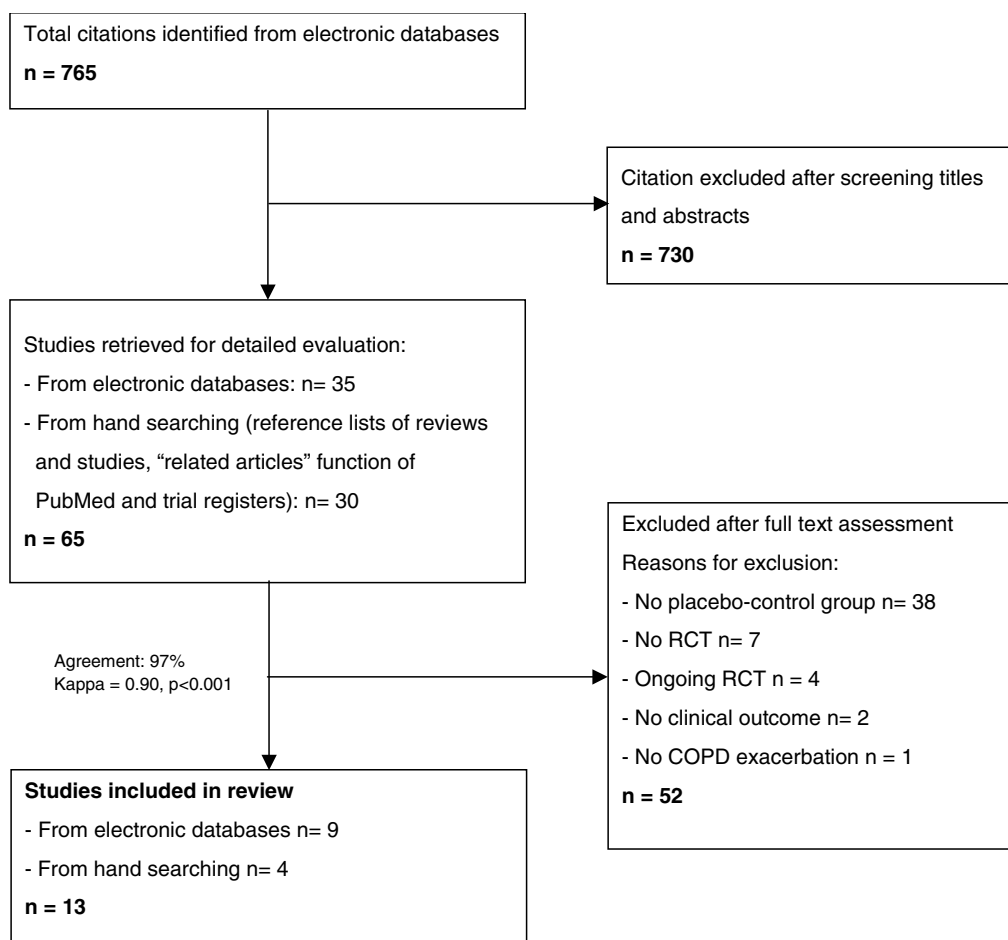 Total citations identified from electronic databases
n = 765
Citation excluded after screening titles
and abstracts
n = 730
Studies retrieved for detailed evaluation:
- From electronic databases: n= 35
- From hand searching (reference lists of reviews
and studies, “related articles” function of
PubMed and trial registers): n= 30
n = 65
Excluded after full text assessment
Reasons for exclusion:
- No placebo-control group n= 38
- No RCT n= 7
- Ongoing RCT n = 4
- No clinical outcome n= 2
- No COPD exacerbation n = 1
n = 52
Agreement: 97%
Kappa = 0.90, p<0.001
Studies included in review
- From electronic databases n= 9
- From hand searching n= 4
n = 13